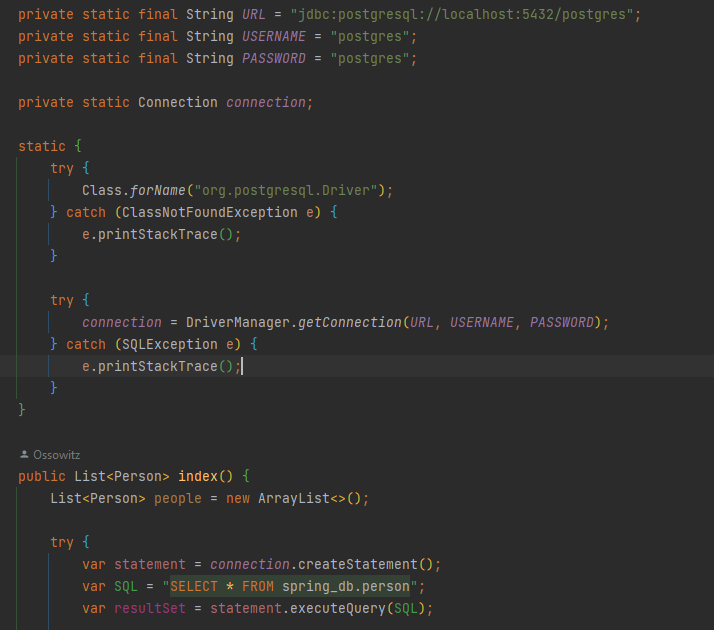 private static final String URL = "jdbc:postgresql://localhost:5432/postgres";
private static final String USERNAME = "postgres";
private static final String PASSWORD = "postgres";

private static Connection connection;

static {
    try {
        Class.forName("org.postgresql.Driver");
    } catch (ClassNotFoundException e) {
        e.printStackTrace();
    }

    try {
        connection = DriverManager.getConnection(URL, USERNAME, PASSWORD);
    } catch (SQLException e) {
        e.printStackTrace();
    }
}

Ossowitz
public List<Person> index() {
    List<Person> people = new ArrayList<>();

    try {
        var statement = connection.createStatement();
        var SQL = "SELECT * FROM spring_db.person";
        var resultSet = statement.executeQuery(SQL);